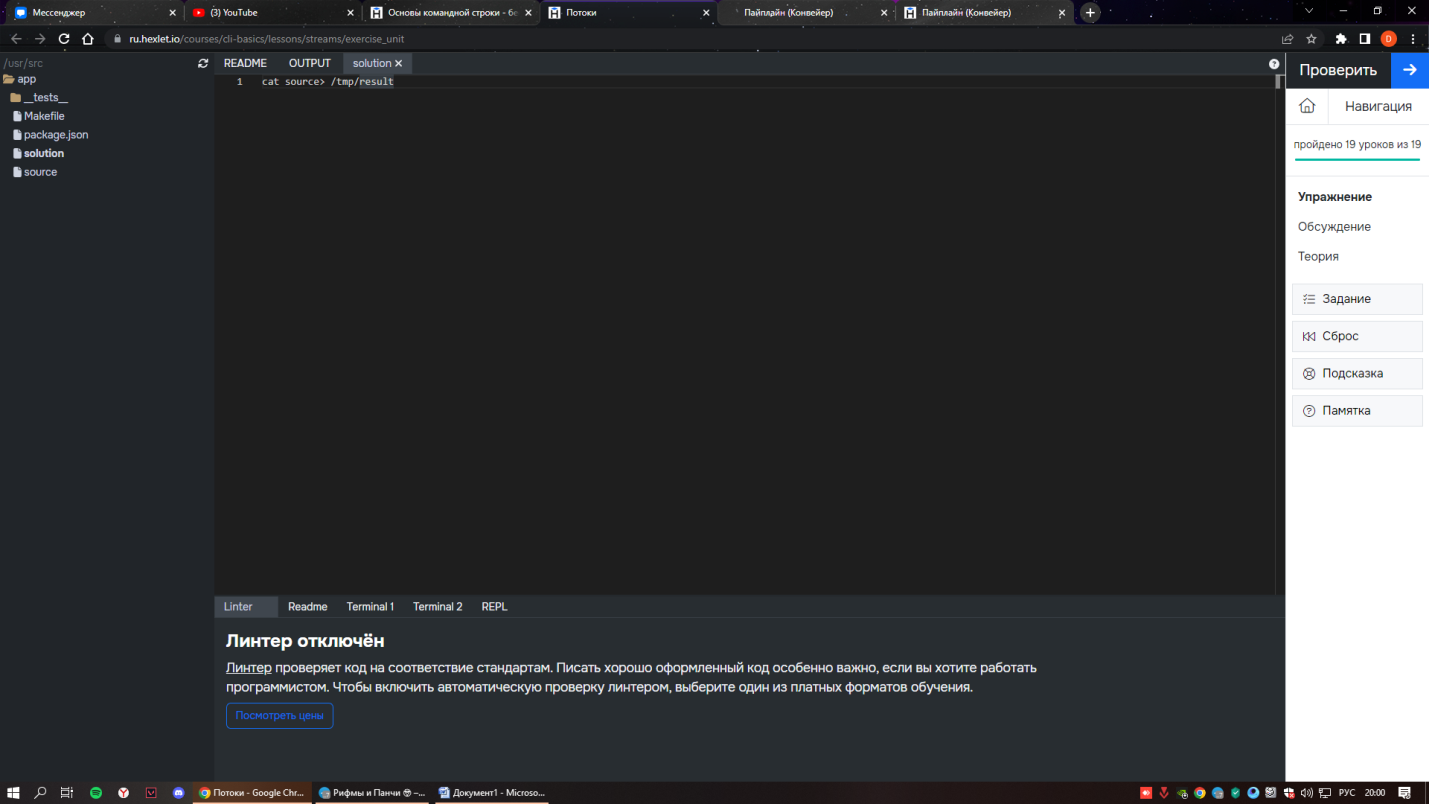 Мессенджер
(3) YouTube
Основы командной строки - бе
Потоки
Пайплайн (Конвейер)
Пайплайн (Конвейер)
ru.hexlet.io/courses/cli-basics/lessons/streams/exercise_unit
D
/usr/src
app
__tests__
Makefile
package.json
solution
source
README
OUTPUT
solution
1 cat source> /tmp/result
Проверить
Навигация
пройдено 19 уроков из 19
Упражнение
Обсуждение
Теория
Задание
Сброс
Подсказка
Памятка
Linter
Readme
Terminal 1
Terminal 2
REPL
Линтер отключён
Линтер проверяет код на соответствие стандартам. Писать хорошо оформленный код особенно важно, если вы хотите работать
программистом. Чтобы включить автоматическую проверку линтером, выберите один из платных форматов обучения.
Посмотреть цены
Потоки - Google Chr...
Рифмы и Панчи 😎 –...
Документ1 - Microso...
РУС
20:00